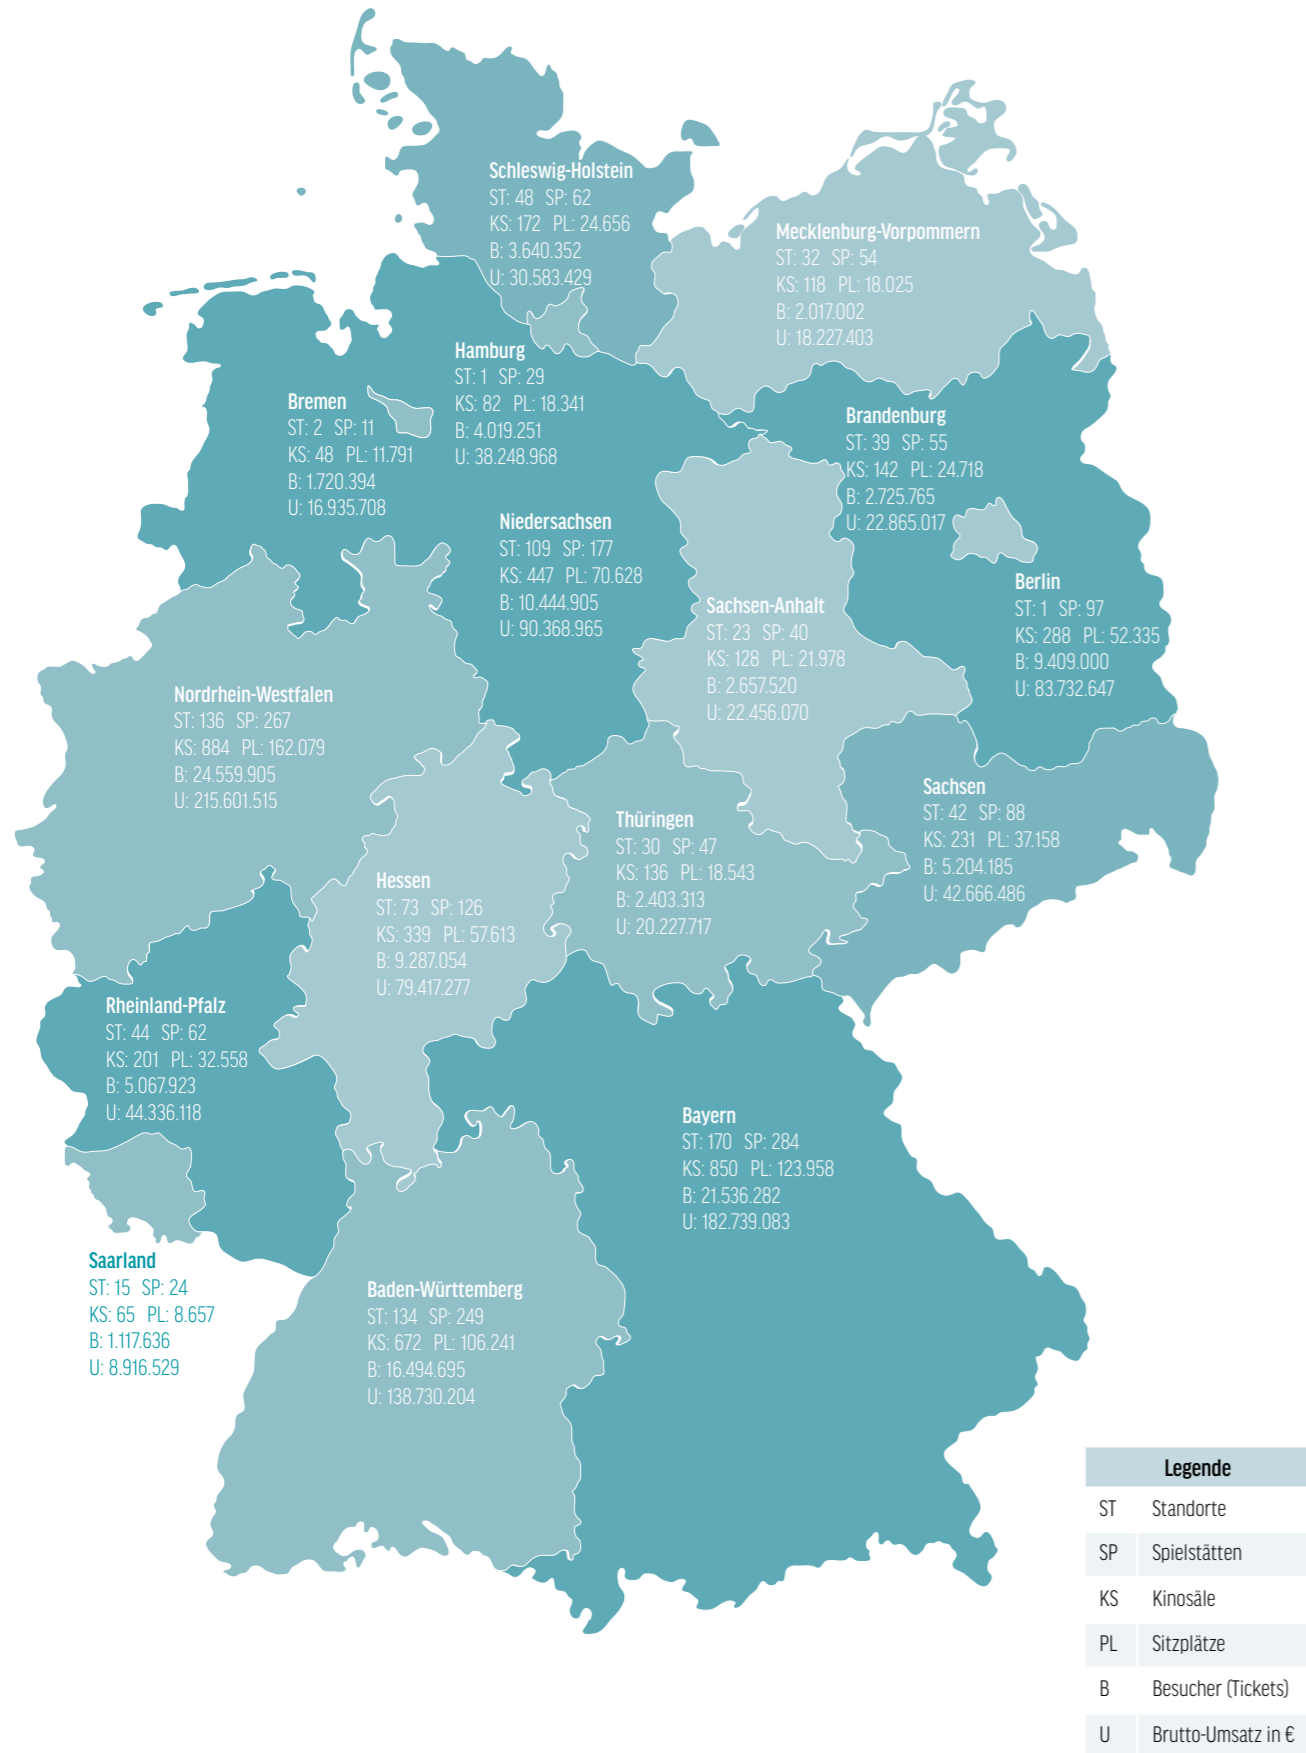 Schleswig-Holstein
ST: 48 SP: 62
KS: 172 PL: 24.656
B: 3.640.352
U: 30.583.429
Mecklenburg-Vorpommern
ST: 32 SP: 54
KS: 118 PL: 18.025
B: 2.017.002
U: 18.227.403
Hamburg
ST: 1 SP: 29
KS: 82 PL: 18.341
B: 4.019.251
U: 38.248.968
Bremen
ST: 2 SP: 11
KS: 48 PL: 11.791
B: 1.720.394
U: 16.935.708
Brandenburg
ST: 39 SP: 55
KS: 142 PL: 24.718
B: 2.725.765
U: 22.865.017
Niedersachsen
ST: 109 SP: 177
KS: 447 PL: 70.628
B: 10.444.905
U: 90.368.965
Berlin
ST: 1 SP: 97
KS: 288 PL: 52.335
B: 9.409.000
U: 83.732.647
Sachsen-Anhalt
ST: 23 SP: 40
KS: 128 PL: 21.978
B: 2.657.520
U: 22.456.070
Nordrhein-Westfalen
ST: 136 SP: 267
KS: 884 PL: 162.079
B: 24.559.905
U: 215.601.515
Sachsen
ST: 42 SP: 88
KS: 231 PL: 37.158
B: 5.204.185
U: 42.666.486
Thüringen
ST: 30 SP: 47
KS: 136 PL: 18.543
B: 2.403.313
U: 20.227.717
Hessen
ST: 73 SP: 126
KS: 339 PL: 57.613
B: 9.287.054
U: 79.417.277
Rheinland-Pfalz
ST: 44 SP: 62
KS: 201 PL: 32.558
B: 5.067.923
U: 44.336.118
Bayern
ST: 170 SP: 284
KS: 850 PL: 123.958
B: 21.536.282
U: 182.739.083
Saarland
ST: 15 SP: 24
KS: 65 PL: 8.657
B: 1.117.636
U: 8.916.529
Baden-Württemberg
ST: 134 SP: 249
KS: 672 PL: 106.241
B: 16.494.695
U: 138.730.204
Legende
ST Standorte
SP Spielstätten
KS Kinosäle
PL Sitzplätze
B Besucher (Tickets)
U Brutto-Umsatz in €